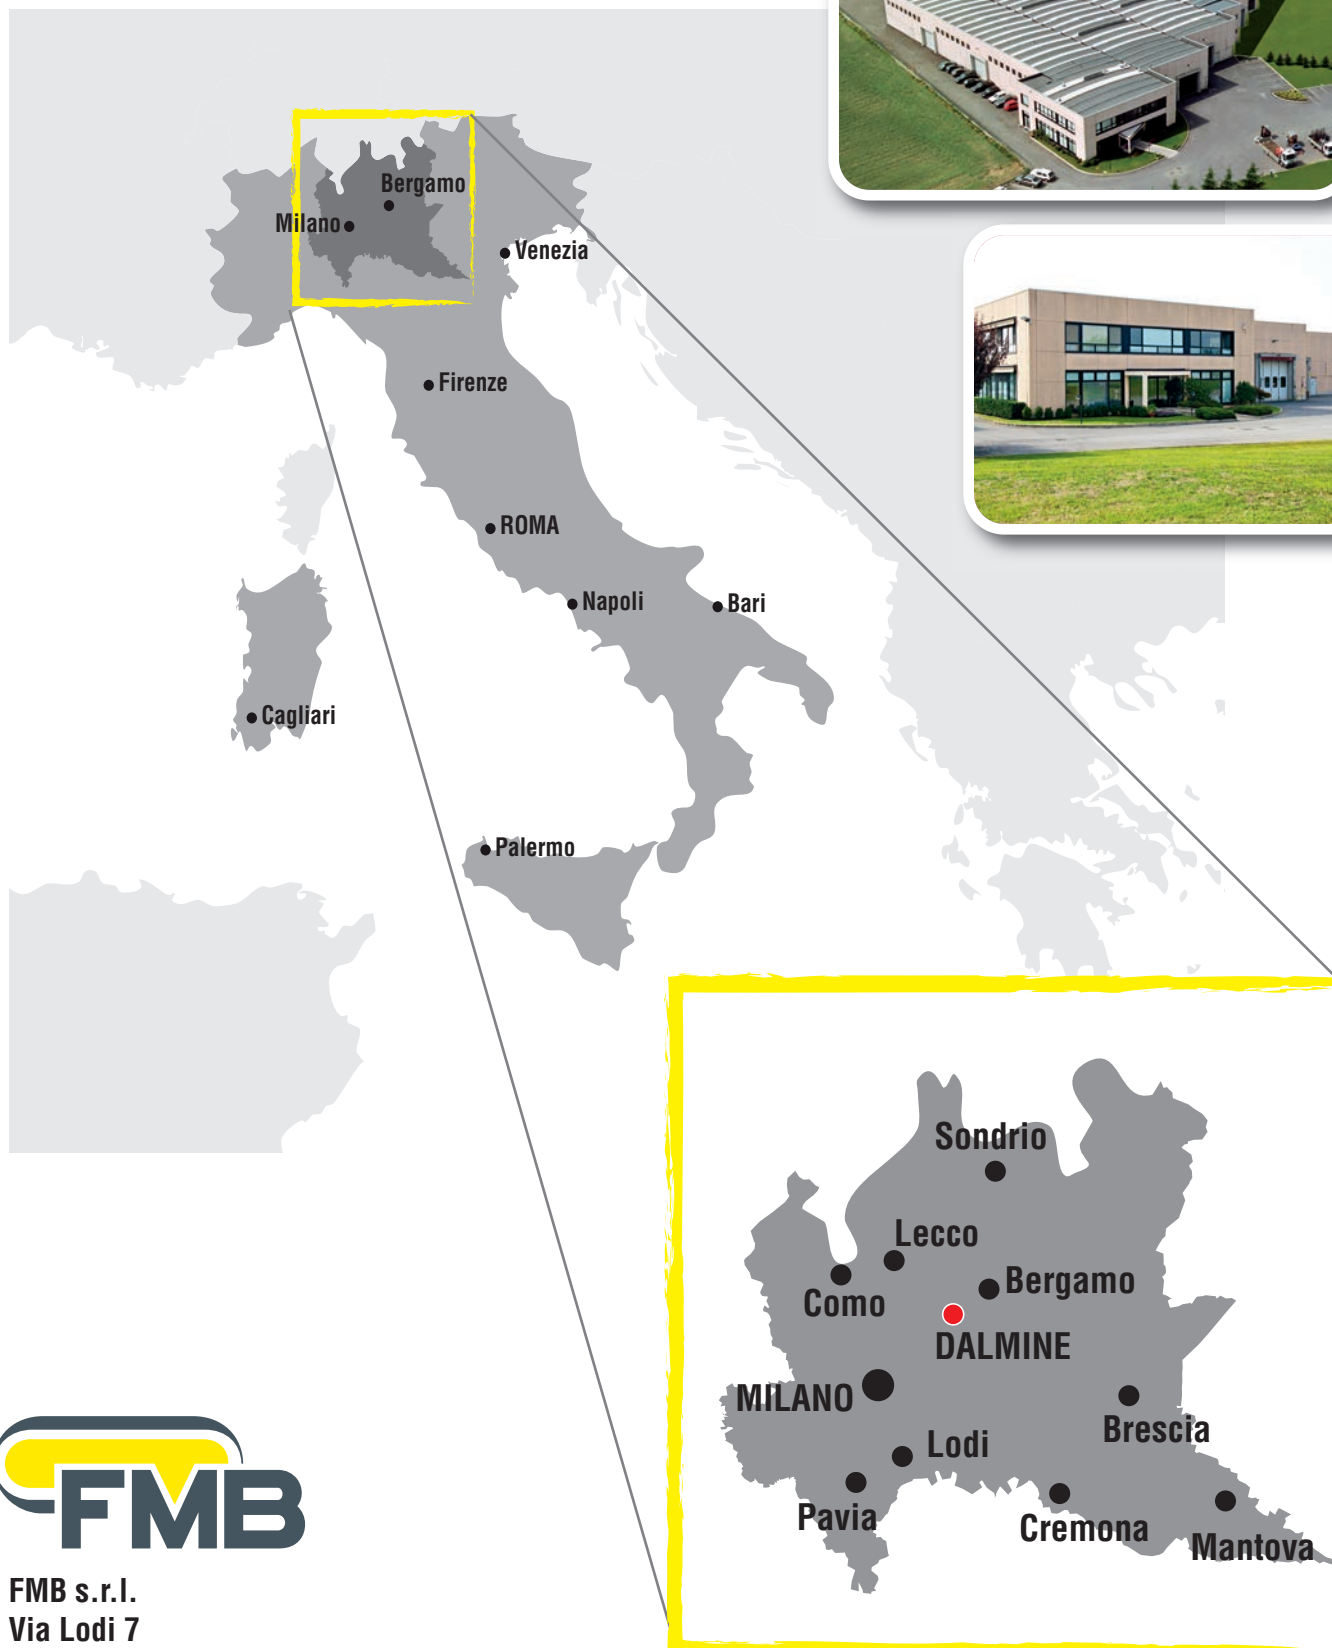 Bergamo
Milano
Venezia
Firenze
ROMA
Napoli
Bari
Cagliari
Palermo
Sondrio
Lecco
Bergamo
Como
DALMINE
MILANO
Brescia
Lodi
Pavia
Cremona
Mantova
FMB
FMB s.r.l.
Via Lodi 7